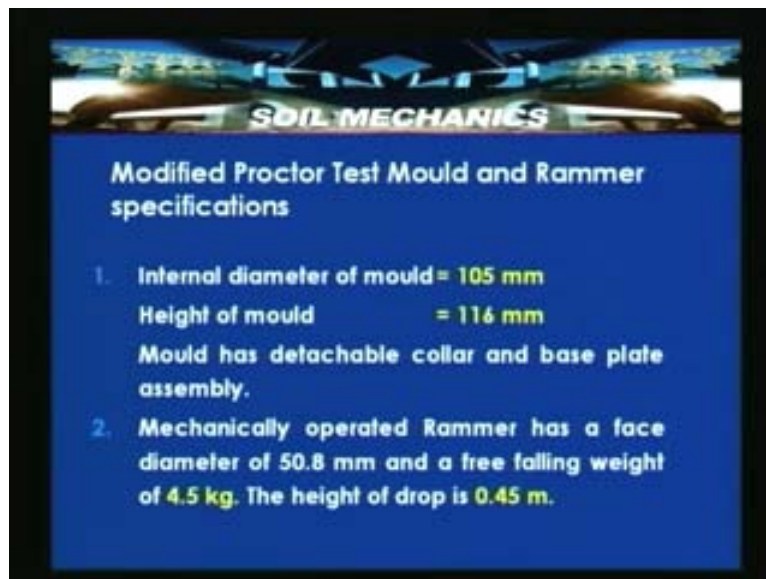 SOIL MECHANICS
Modified Proctor Test Mould and Rammer
specifications
1. Internal diameter of mould = 105 mm
Height of mould = 116 mm
Mould has detachable collar and base plate
assembly.
2. Mechanically operated Rammer has a face
diameter of 50.8 mm and a free falling weight
of 4.5 kg. The height of drop is 0.45 m.